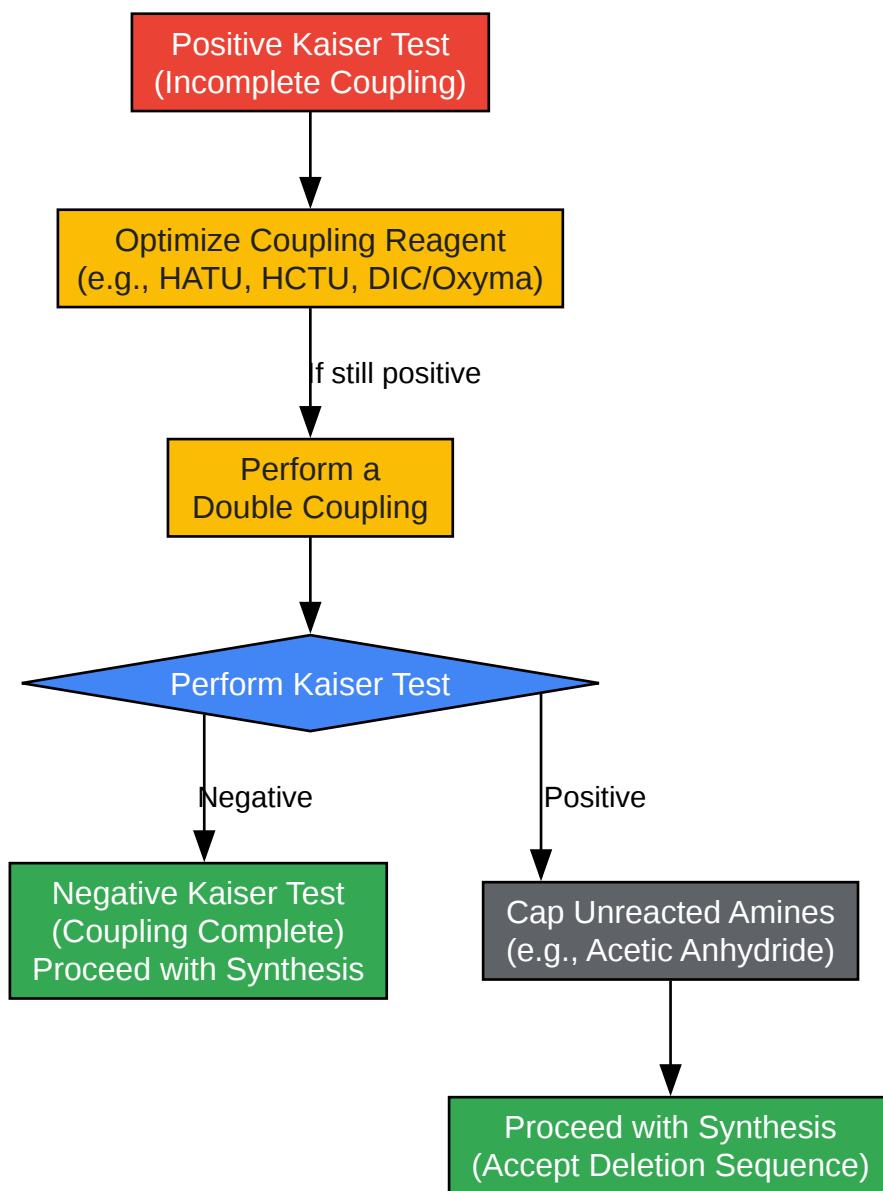 Positive Kaiser Test
(Incomplete Coupling)
Optimize Coupling Reagent
(e.g., HATU, HCTU, DIC/Oxyma)
If still positive
Perform a
Double Coupling
Perform Kaiser Test
Negative
Positive
Negative Kaiser Test
(Coupling Complete)
Proceed with Synthesis
Cap Unreacted Amines
(e.g., Acetic Anhydride)
Proceed with Synthesis
(Accept Deletion Sequence)